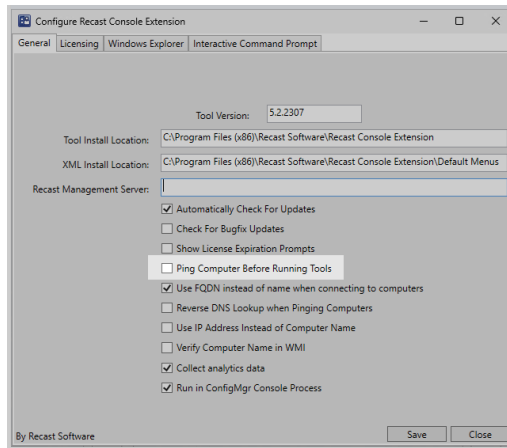 Configure Recast Console Extension
General Licensing Windows Explorer Interactive Command Prompt
Tool Version: 5.2.2307
Tool Install Location: C:\Program Files (x86)\Recast Software\Recast Console Extension
XML Install Location: C:\Program Files (x86)\Recast Software\Recast Console Extension\Default Menus
Recast Management Server:
Automatically Check For Updates
Check For Bugfix Updates
Show License Expiration Prompts
Ping Computer Before Running Tools
Use FQDN instead of name when connecting to computers
Reverse DNS Lookup when Pinging Computers
Use IP Address Instead of Computer Name
Verify Computer Name in WMI
Collect analytics data
Run in ConfigMgr Console Process
By Recast Software Save Close